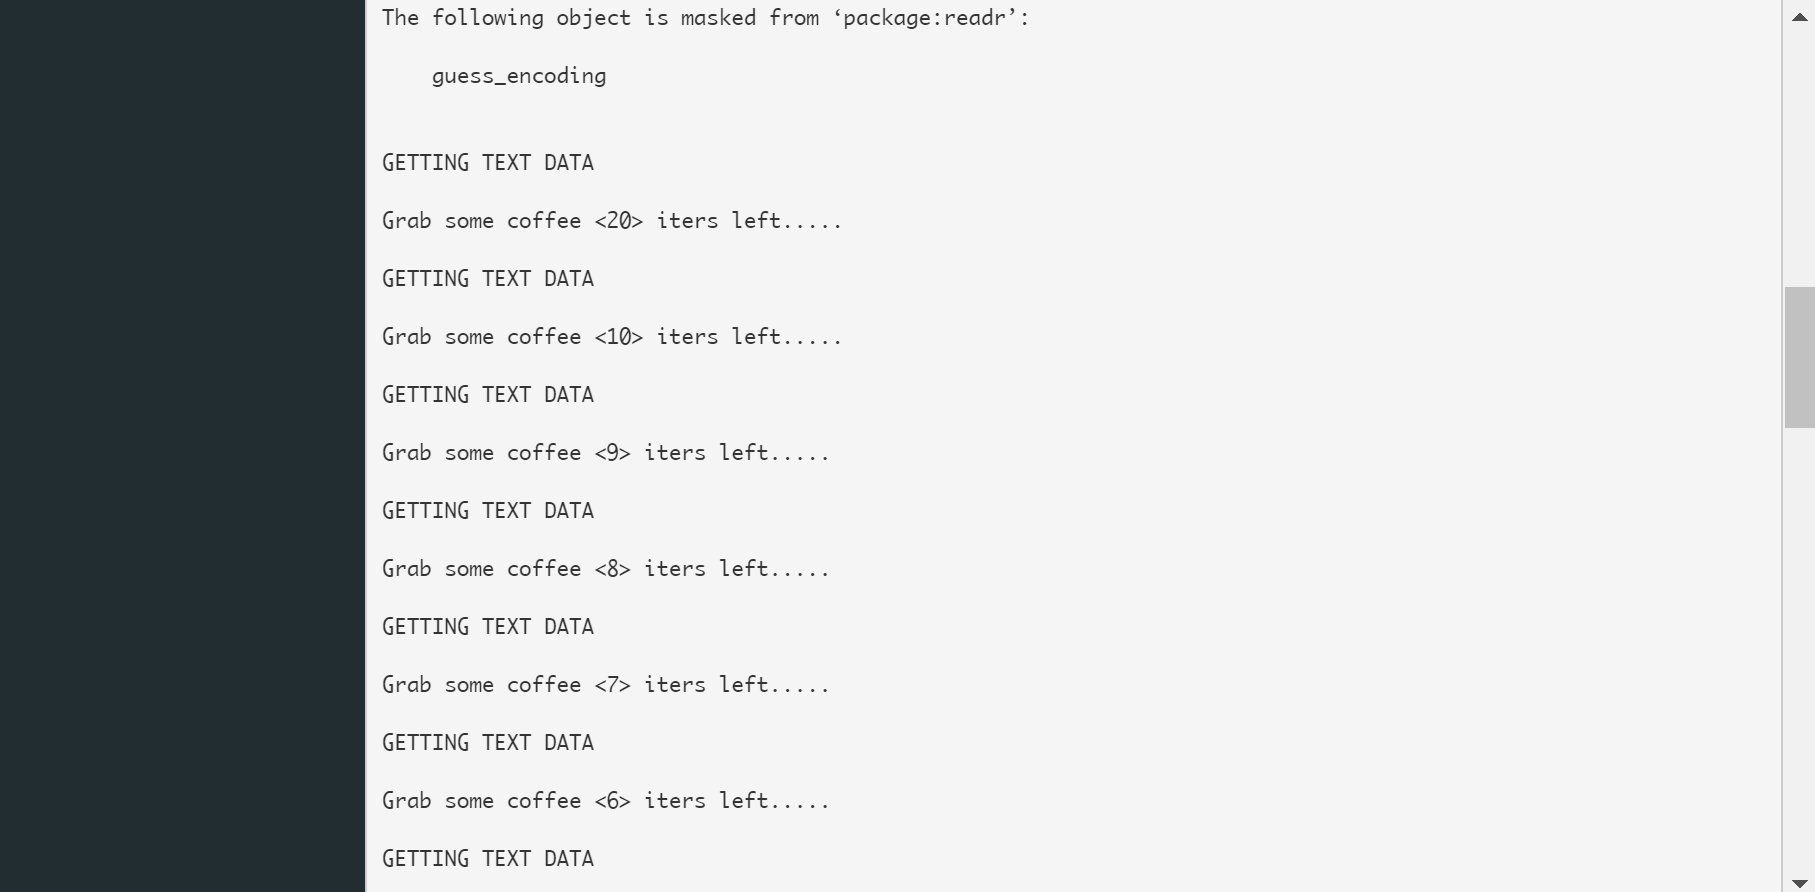 The following object is masked from ‘package:readr’:
guess_encoding
GETTING TEXT DATA
Grab some coffee <20> iters left.....
GETTING TEXT DATA
Grab some coffee <10> iters left.....
GETTING TEXT DATA
Grab some coffee <9> iters left.....
GETTING TEXT DATA
Grab some coffee <8> iters left.....
GETTING TEXT DATA
Grab some coffee <7> iters left.....
GETTING TEXT DATA
Grab some coffee <6> iters left.....
GETTING TEXT DATA